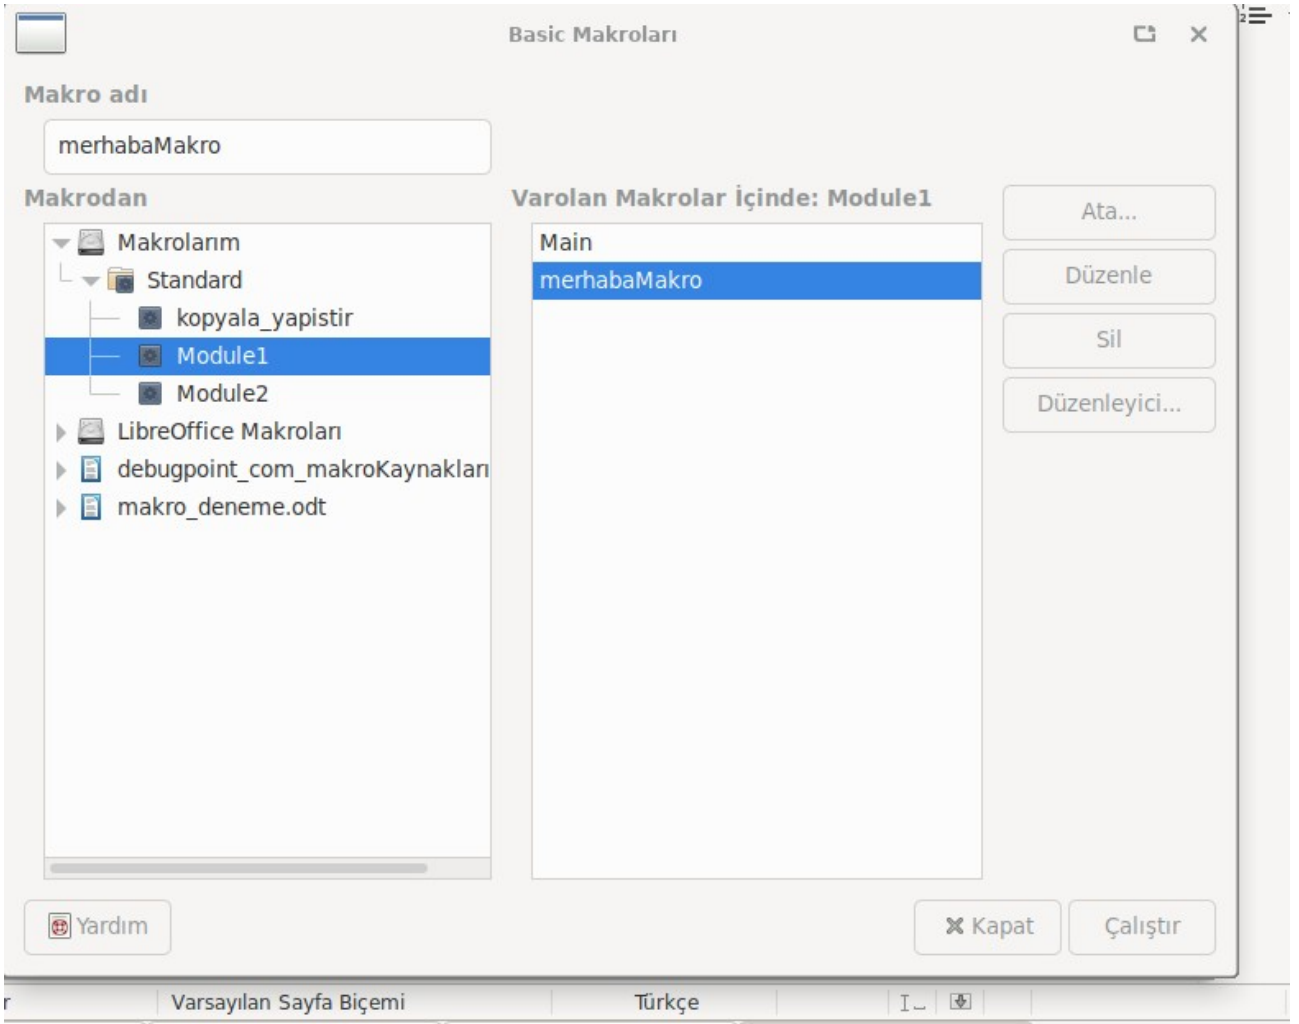 Basic Makroları
Makro adı
merhabaMakro
Makrodan
Varolan Makrolar İçinde: Module1
Makrolarım
Standard
kopyala_yapistir
Module1
Module2
LibreOffice Makroları
debugpoint_com_makroKaynakları
makro_deneme.odt
Main
merhabaMakro
Ata...
Düzenle
Sil
Düzenleyici...
Yardım
Kapat
Çalıştır
r
Varsayılan Sayfa Biçemi
Türkçe